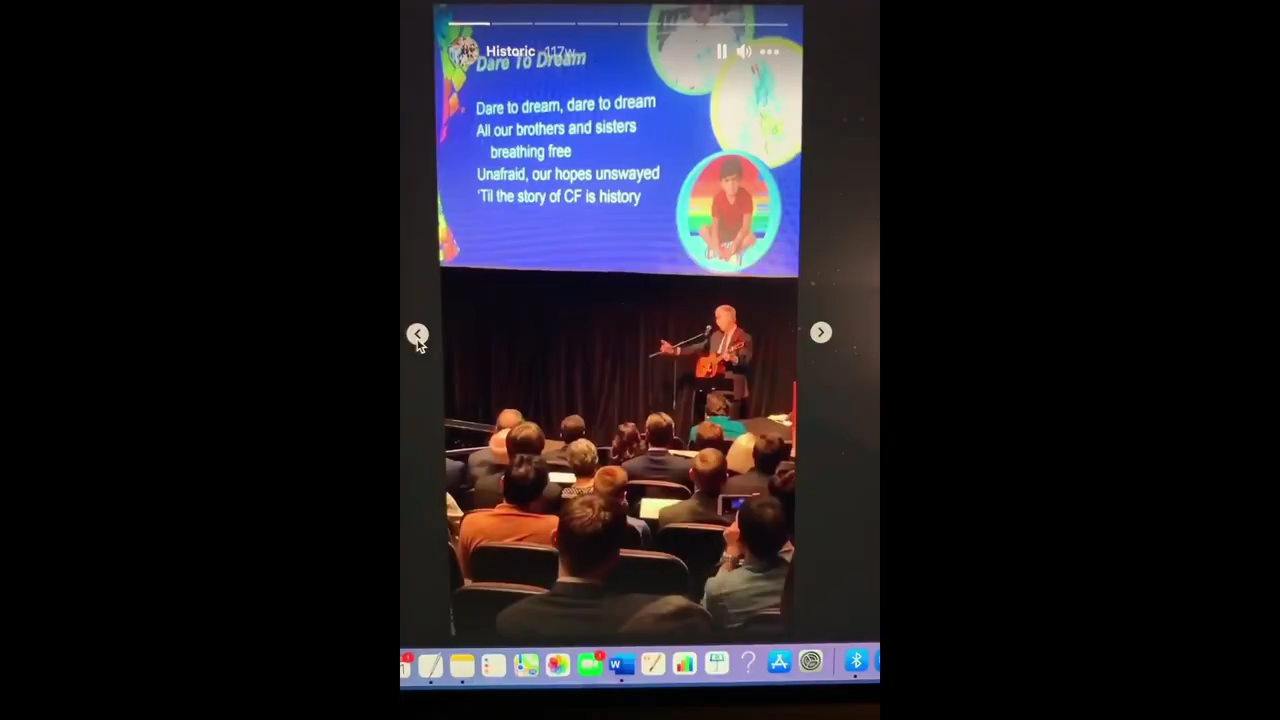 Historic 117w
Dare To Dream
Dare to dream, dare to dream
All our brothers and sisters
breathing free
Unafraid, our hopes unswayed
'Til the story of CF is history